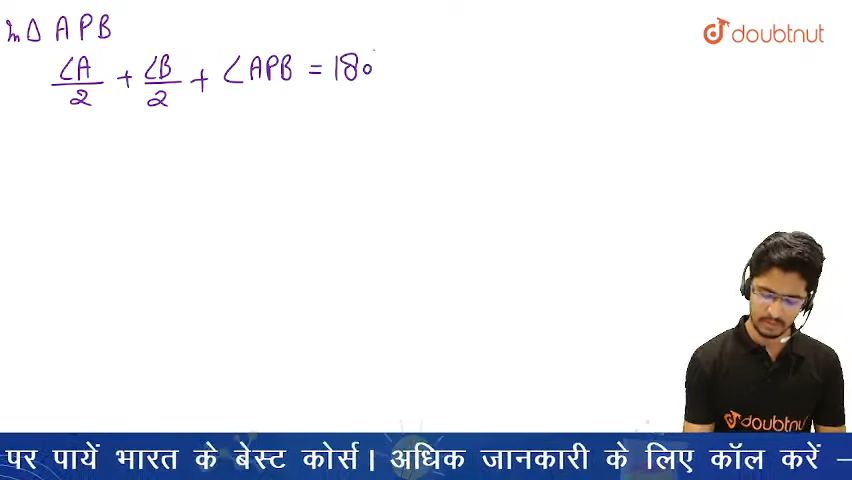 In Δ APB
doubtnut
∠A/2 + ∠B/2 + ∠APB = 180
doubtnut
पर पायें भारत के बेस्ट कोर्स। अधिक जानकारी के लिए कॉल करें –